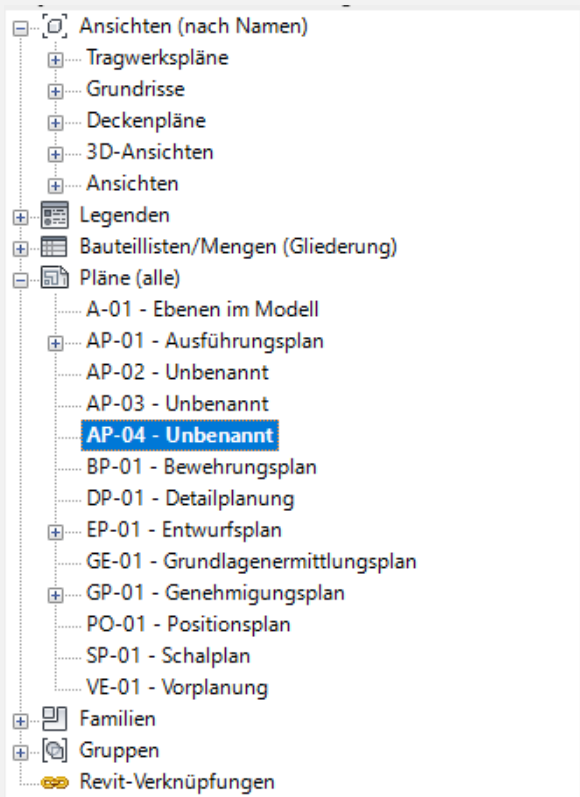 Ansichten (nach Namen)
Tragwerkspläne
Grundrisse
Deckenpläne
3D-Ansichten
Ansichten
Legenden
Bauteillisten/Mengen (Gliederung)
Pläne (alle)
A-01 - Ebenen im Modell
AP-01 - Ausführungsplan
AP-02 - Unbenannt
AP-03 - Unbenannt
AP-04 - Unbenannt
BP-01 - Bewehrungsplan
DP-01 - Detailplanung
EP-01 - Entwurfsplan
GE-01 - Grundlagenermittlungsplan
GP-01 - Genehmigungsplan
PO-01 - Positionsplan
SP-01 - Schalplan
VE-01 - Vorplanung
Familien
Gruppen
Revit-Verknüpfungen